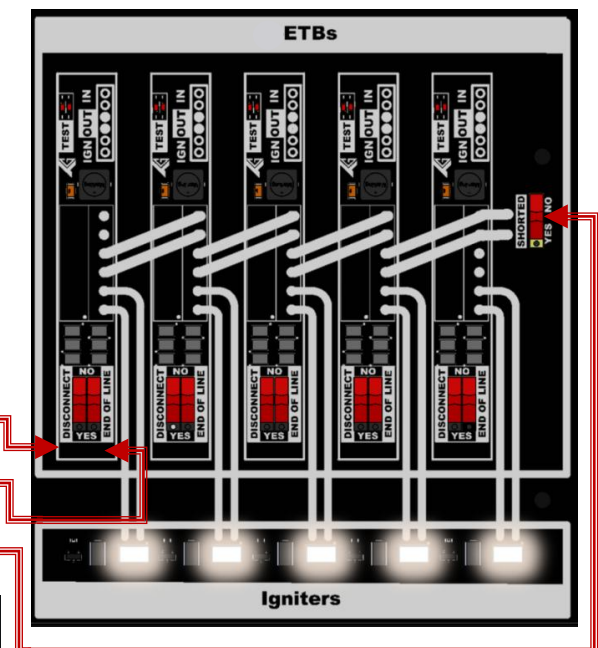 ETBs
TEST IGN OUT IN
TEST IGN OUT IN
TEST IGN OUT IN
TEST IGN OUT IN
TEST IGN OUT IN
SHORTED YES NO
DISCONNECT NO YES END OF LINE
DISCONNECT NO YES END OF LINE
DISCONNECT NO YES END OF LINE
DISCONNECT NO YES END OF LINE
DISCONNECT NO YES END OF LINE
Igniters